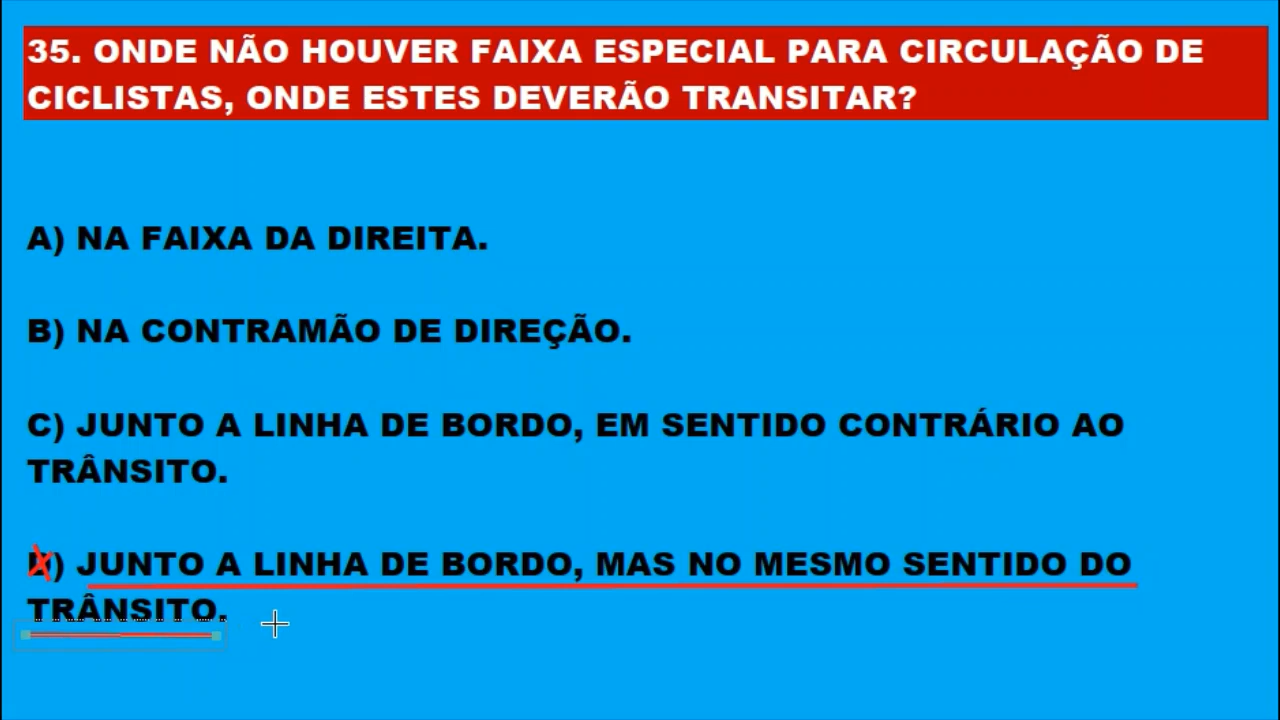 35. ONDE NÃO HOUVER FAIXA ESPECIAL PARA CIRCULAÇÃO DE
CICLISTAS, ONDE ESTES DEVERÃO TRANSITAR?
A) NA FAIXA DA DIREITA.
B) NA CONTRAMÃO DE DIREÇÃO.
C) JUNTO A LINHA DE BORDO, EM SENTIDO CONTRÁRIO AO
TRÂNSITO.
D) JUNTO A LINHA DE BORDO, MAS NO MESMO SENTIDO DO
TRÂNSITO.